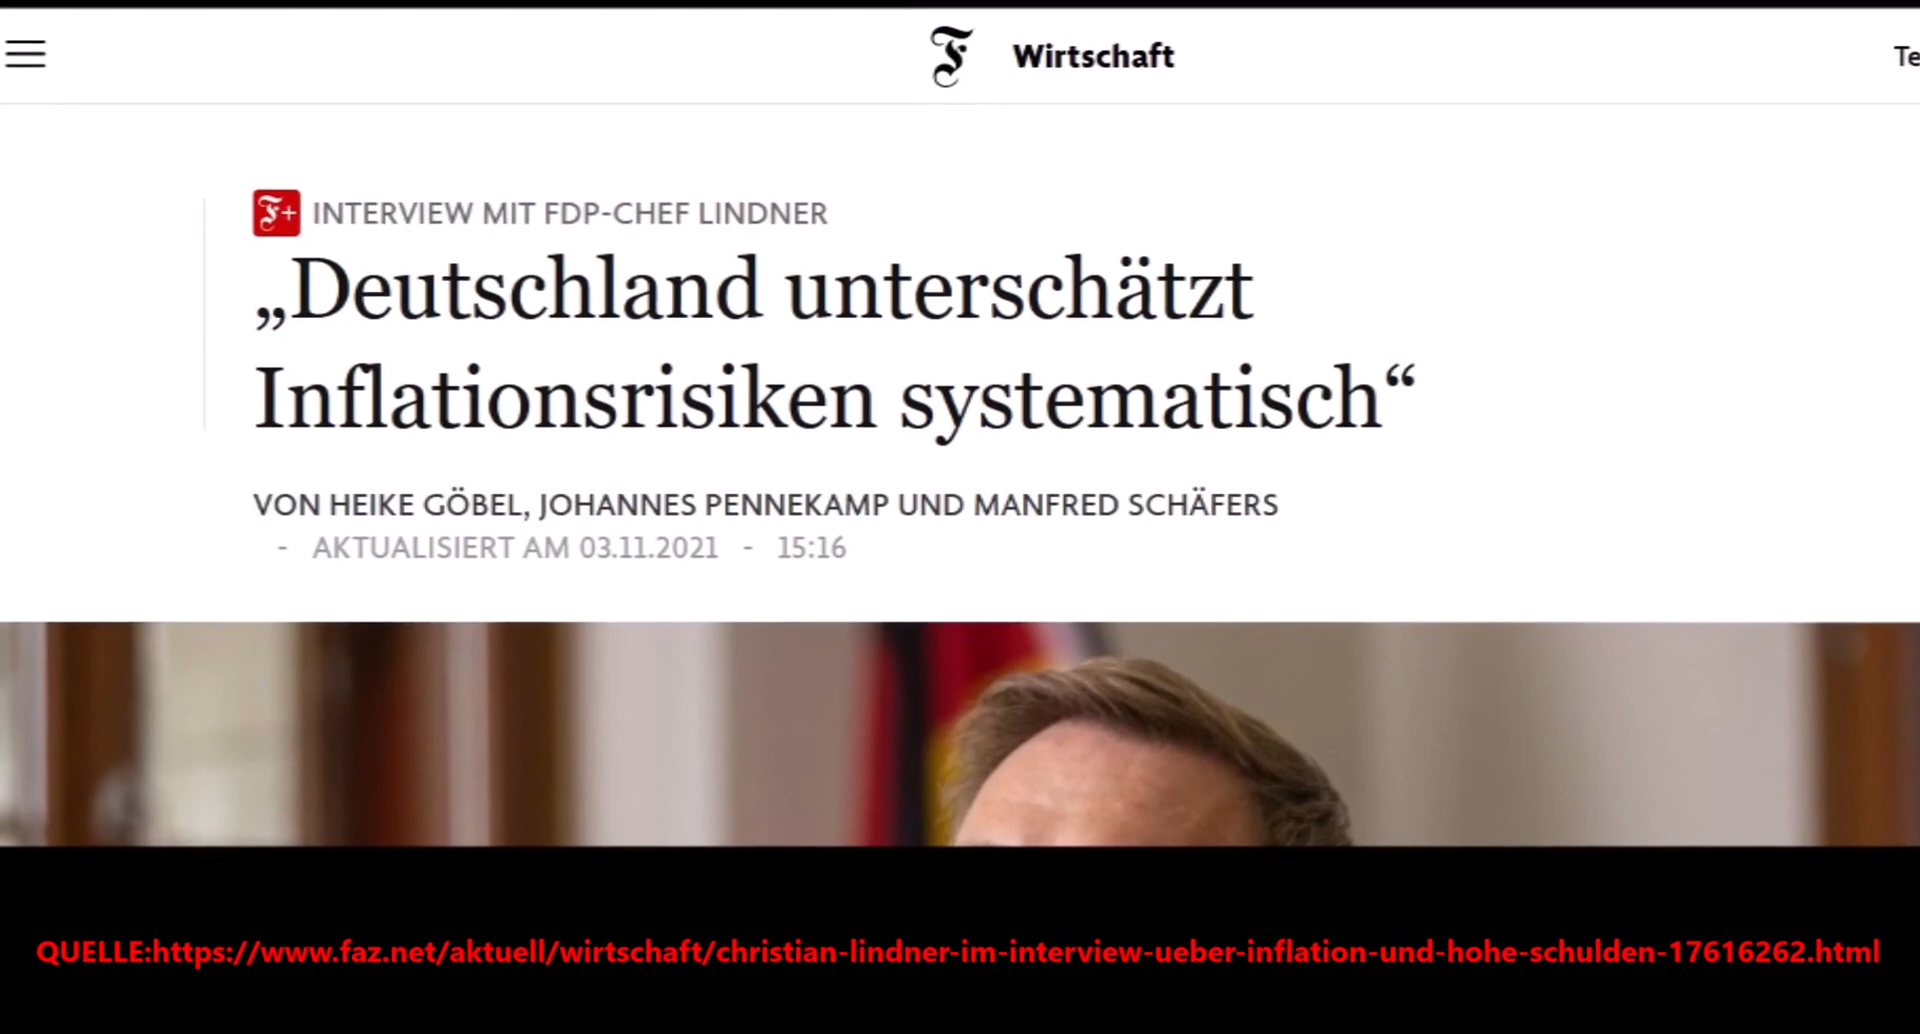 Wirtschaft
Te
F+ INTERVIEW MIT FDP-CHEF LINDNER
„Deutschland unterschätzt
Inflationsrisiken systematisch“
VON HEIKE GÖBEL, JOHANNES PENNEKAMP UND MANFRED SCHÄFERS
- AKTUALISIERT AM 03.11.2021 - 15:16
QUELLE:https://www.faz.net/aktuell/wirtschaft/christian-lindner-im-interview-ueber-inflation-und-hohe-schulden-17616262.html